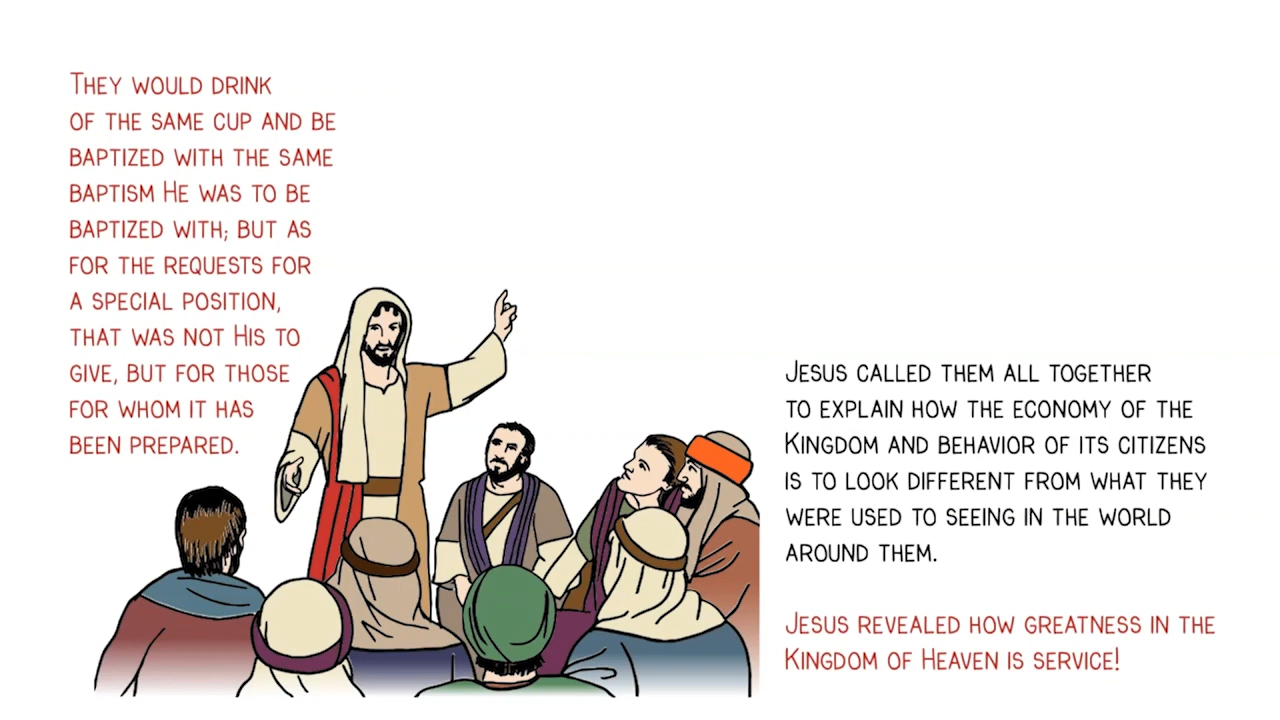 They would drink
of the same cup and be
baptized with the same
baptism He was to be
baptized with; but as
for the requests for
a special position,
that was not His to
give, but for those
for whom it has
been prepared.
Jesus called them all together
to explain how the economy of the
Kingdom and behavior of its citizens
is to look different from what they
were used to seeing in the world
around them.
Jesus revealed how greatness in the
Kingdom of Heaven is service!